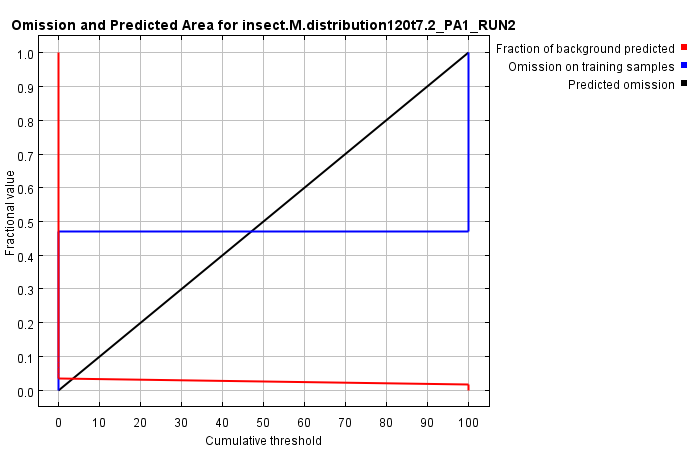 Omission and Predicted Area for insect.M.distribution120t7.2_PA1_RUN2
Fraction of background predicted
Omission on training samples
Predicted omission
Fractional value
1.0
0.9
0.8
0.7
0.6
0.5
0.4
0.3
0.2
0.1
0.0
0 10 20 30 40 50 60 70 80 90 100
Cumulative threshold